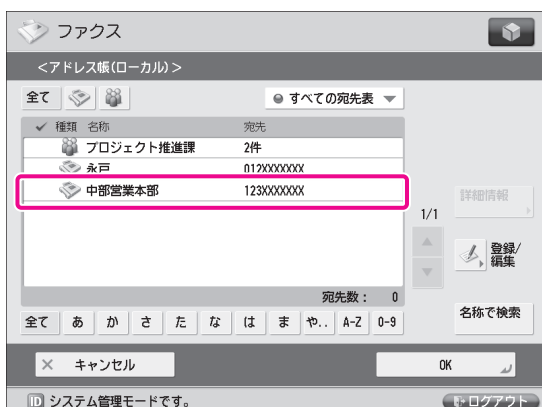 ファクス
<アドレス帳(ローカル)>
全て
すべての宛先表
種類 名称 宛先
プロジェクト推進課 2件
永戸 012XXXXXXX
中部営業本部 123XXXXXXX
詳細情報
1/1
登録/
編集
宛先数: 0
名称で検索
全て あ か さ た な は ま や.. A-Z 0-9
× キャンセル OK
ID システム管理モードです。 ログアウト